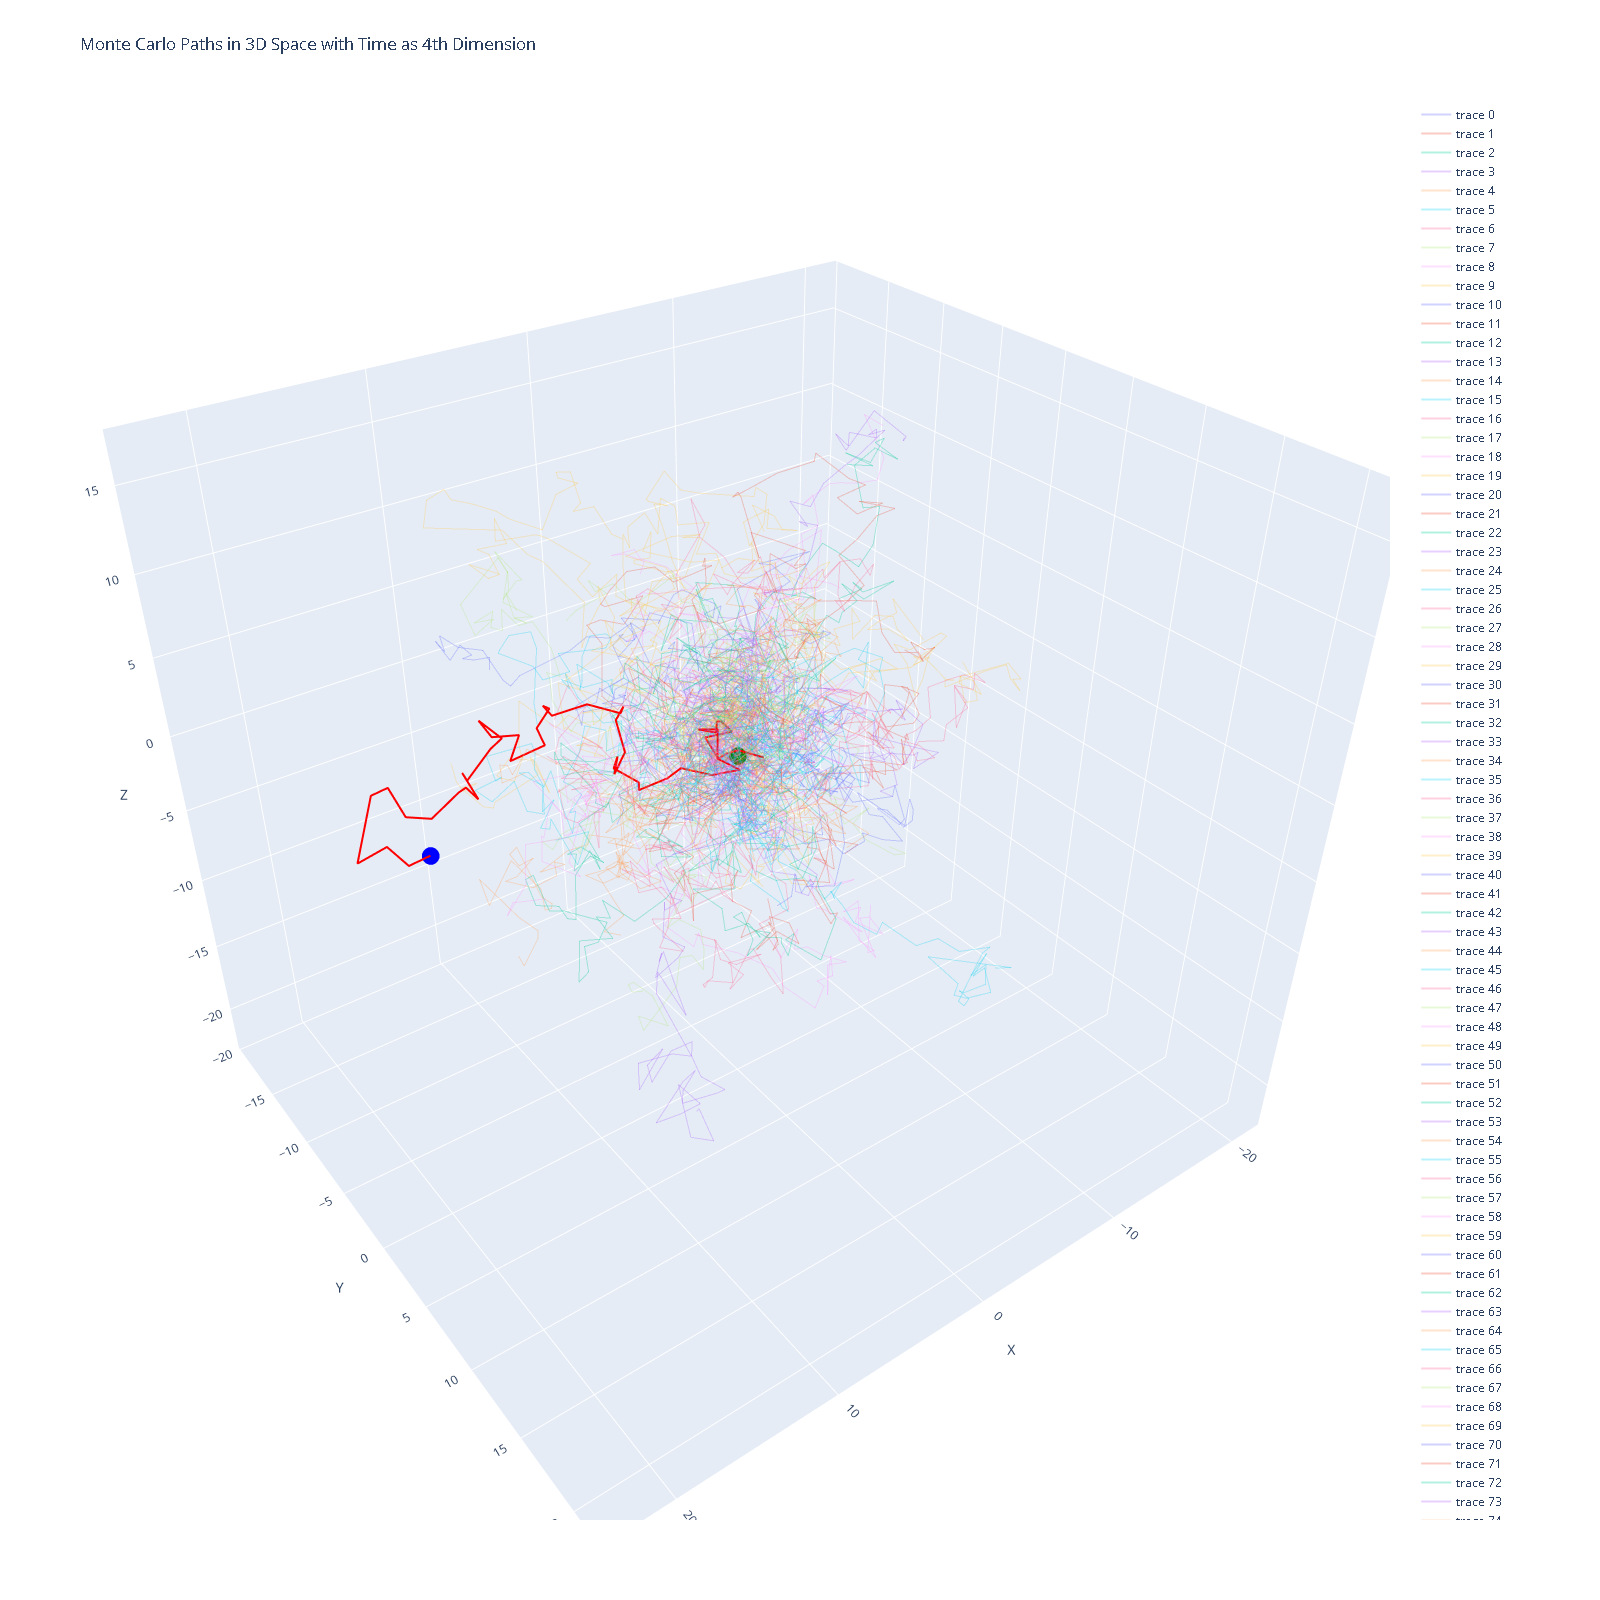 Monte Carlo Paths in 3D Space with Time as 4th Dimension
trace 0
trace 1
trace 2
trace 3
trace 4
trace 5
trace 6
trace 7
trace 8
trace 9
trace 10
trace 11
trace 12
trace 13
trace 14
trace 15
trace 16
trace 17
trace 18
trace 19
trace 20
trace 21
trace 22
trace 23
trace 24
trace 25
trace 26
trace 27
trace 28
trace 29
trace 30
trace 31
trace 32
trace 33
trace 34
trace 35
trace 36
trace 37
trace 38
trace 39
trace 40
trace 41
trace 42
trace 43
trace 44
trace 45
trace 46
trace 47
trace 48
trace 49
trace 50
trace 51
trace 52
trace 53
trace 54
trace 55
trace 56
trace 57
trace 58
trace 59
trace 60
trace 61
trace 62
trace 63
trace 64
trace 65
trace 66
trace 67
trace 68
trace 69
trace 70
trace 71
trace 72
trace 73
15
10
5
0
Z
−5
−10
−15
−20
−20
−15
−10
−5
0
Y
5
10
15
−20
−10
0
X
10
20